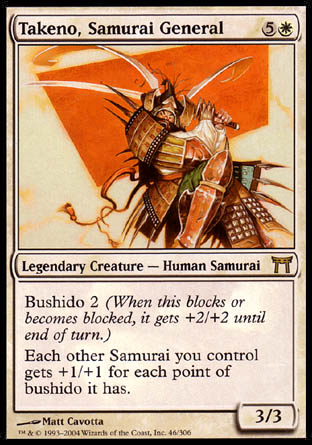 Takeno, Samurai General 5
Legendary Creature — Human Samurai
Bushido 2 (When this blocks or
becomes blocked, it gets +2/+2 until
end of turn.)
Each other Samurai you control
gets +1/+1 for each point of
bushido it has.
Matt Cavotta
™ & © 1993–2004 Wizards of the Coast, Inc. 46/306
3/3